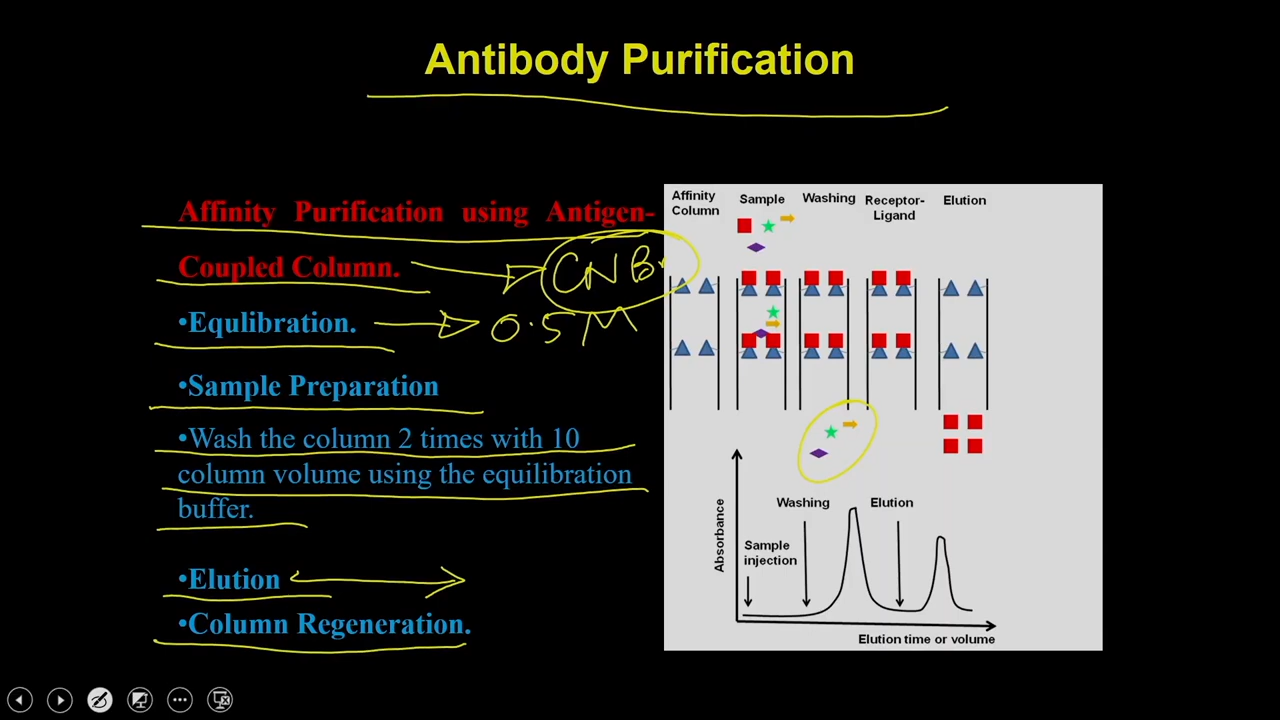 Antibody Purification
Affinity Purification using Antigen-
Coupled Column.
CNBr
•Equlibration.
0.5 M
•Sample Preparation
•Wash the column 2 times with 10
column volume using the equilibration
buffer.
•Elution
•Column Regeneration.
Affinity
Column
Sample
Washing
Receptor-
Ligand
Elution
Absorbance
Washing
Elution
Sample
injection
Elution time or volume